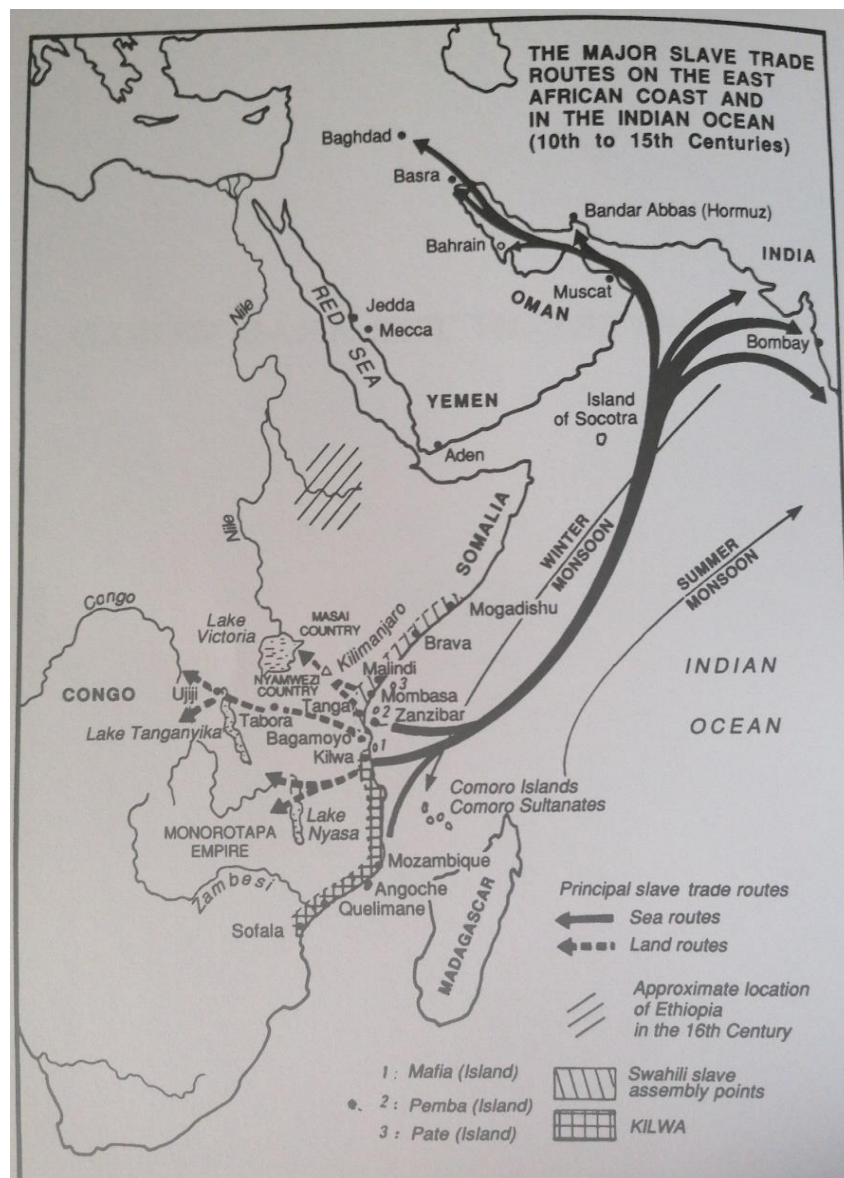 THE MAJOR SLAVE TRADE
ROUTES ON THE EAST
AFRICAN COAST AND
IN THE INDIAN OCEAN
(10th to 15th Centuries)
Baghdad
Basra
Bandar Abbas (Hormuz)
Bahrain
INDIA
Muscat
OMAN
Nile
RED
SEA
Jedda
Mecca
Bombay
YEMEN
Island
of Socotra
Aden
Nile
SOMALIA
WINTER
MONSOON
SUMMER
MONSOON
Congo
Lake
Victoria
MASAI
COUNTRY
Kilimanjaro
Mogadishu
Brava
NYAMWEZI
COUNTRY
Malindi
3
Mombasa
INDIAN
OCEAN
CONGO
Ujiji
Tanga
2
Zanzibar
Tabora
Lake Tanganyika
Bagamoyo
1
Kilwa
Comoro Islands
Comoro Sultanates
Lake
Nyasa
MONOROTAPA
EMPIRE
Mozambique
Zambesi
Angoche
Quelimane
Sofala
MADAGASCAR
Principal slave trade routes
Sea routes
Land routes
Approximate location
of Ethiopia
in the 16th Century
1 : Mafia (Island)
2 : Pemba (Island)
3 : Pate (Island)
Swahili slave
assembly points
KILWA